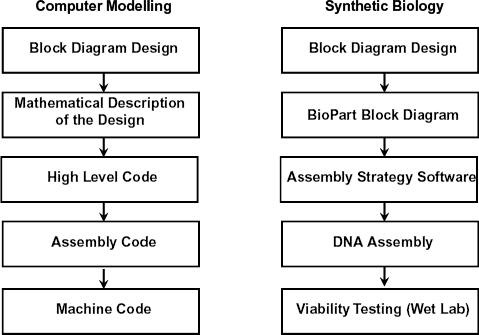 Computer Modelling
Block Diagram Design
Mathematical Description
of the Design
High Level Code
Assembly Code
Machine Code
Synthetic Biology
Block Diagram Design
BioPart Block Diagram
Assembly Strategy Software
DNA Assembly
Viability Testing (Wet Lab)